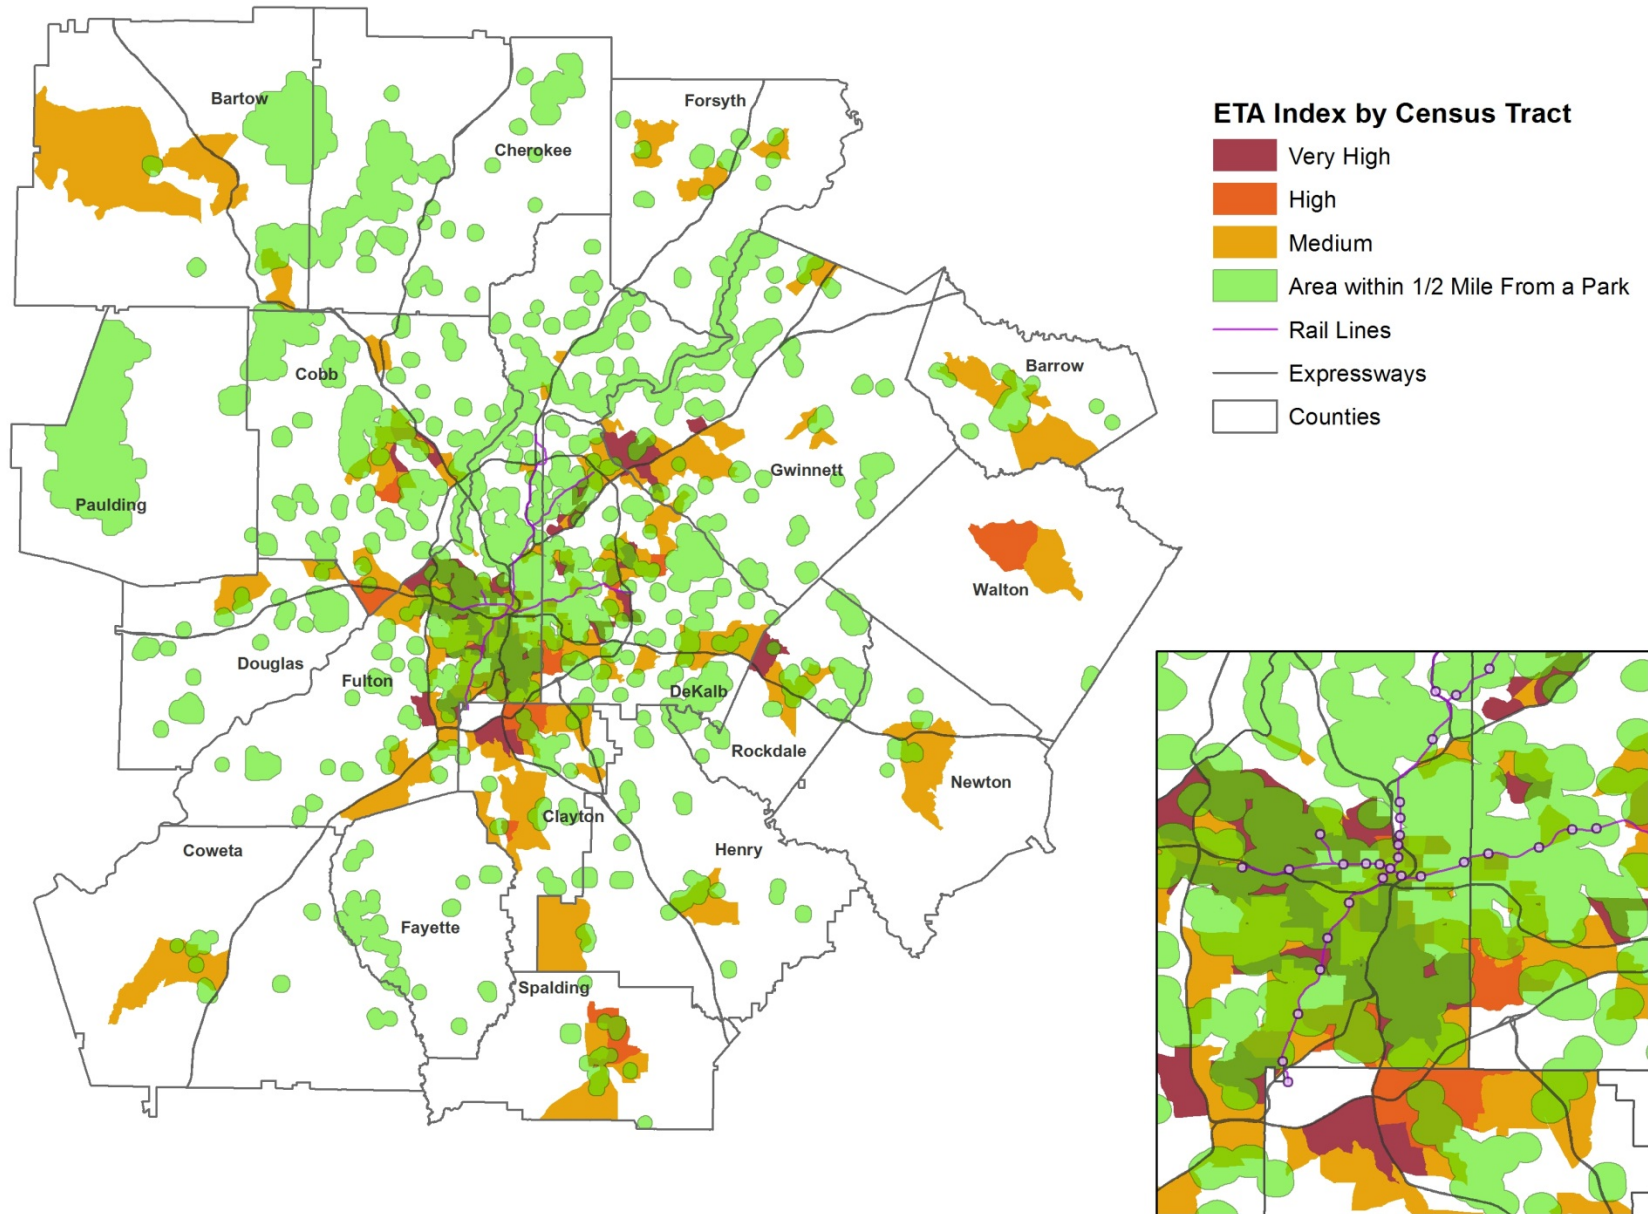 Bartow
Forsyth
Cherokee
ETA Index by Census Tract
Very High
High
Medium
Area within 1/2 Mile From a Park
Rail Lines
Expressways
Counties
Cobb
Barrow
Gwinnett
Paulding
Walton
Douglas
Fulton
DeKalb
Rockdale
Newton
Clayton
Coweta
Henry
Fayette
Spalding